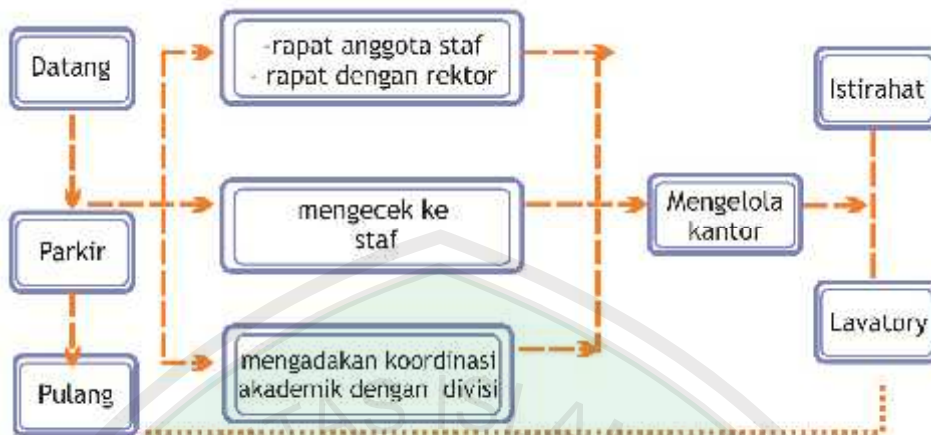 Datang
-rapat anggota staf
- rapat dengan rektor
Istirahat
Parkir
mengecek ke
staf
Mengelola
kantor
Lavatory
Pulang
mengadakan koordinasi
akademik dengan divisi